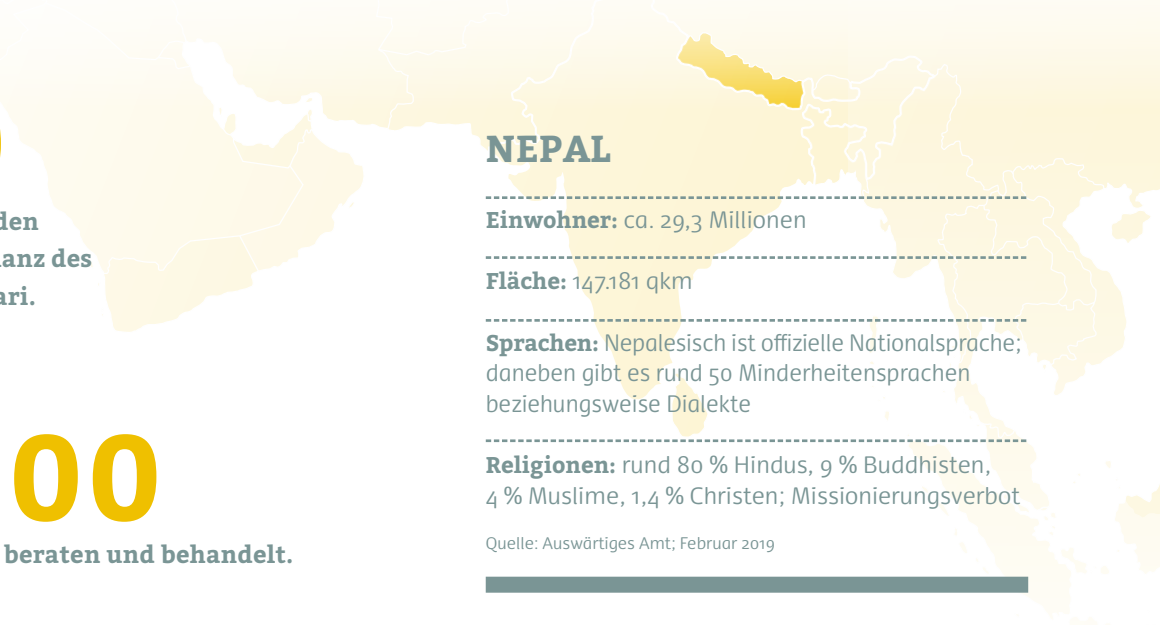 den
des
00
beraten und behandelt.
NEPAL
Einwohner: ca. 29,3 Millionen
Fläche: 147.181 qkm
Sprachen: Nepalesisch ist offizielle Nationalsprache;
daneben gibt es rund 50 Minderheitensprachen
beziehungsweise Dialekte
Religionen: rund 80 % Hindus, 9 % Buddhisten,
4 % Muslime, 1,4 % Christen; Missionierungsverbot
Quelle: Auswärtiges Amt; Februar 2019